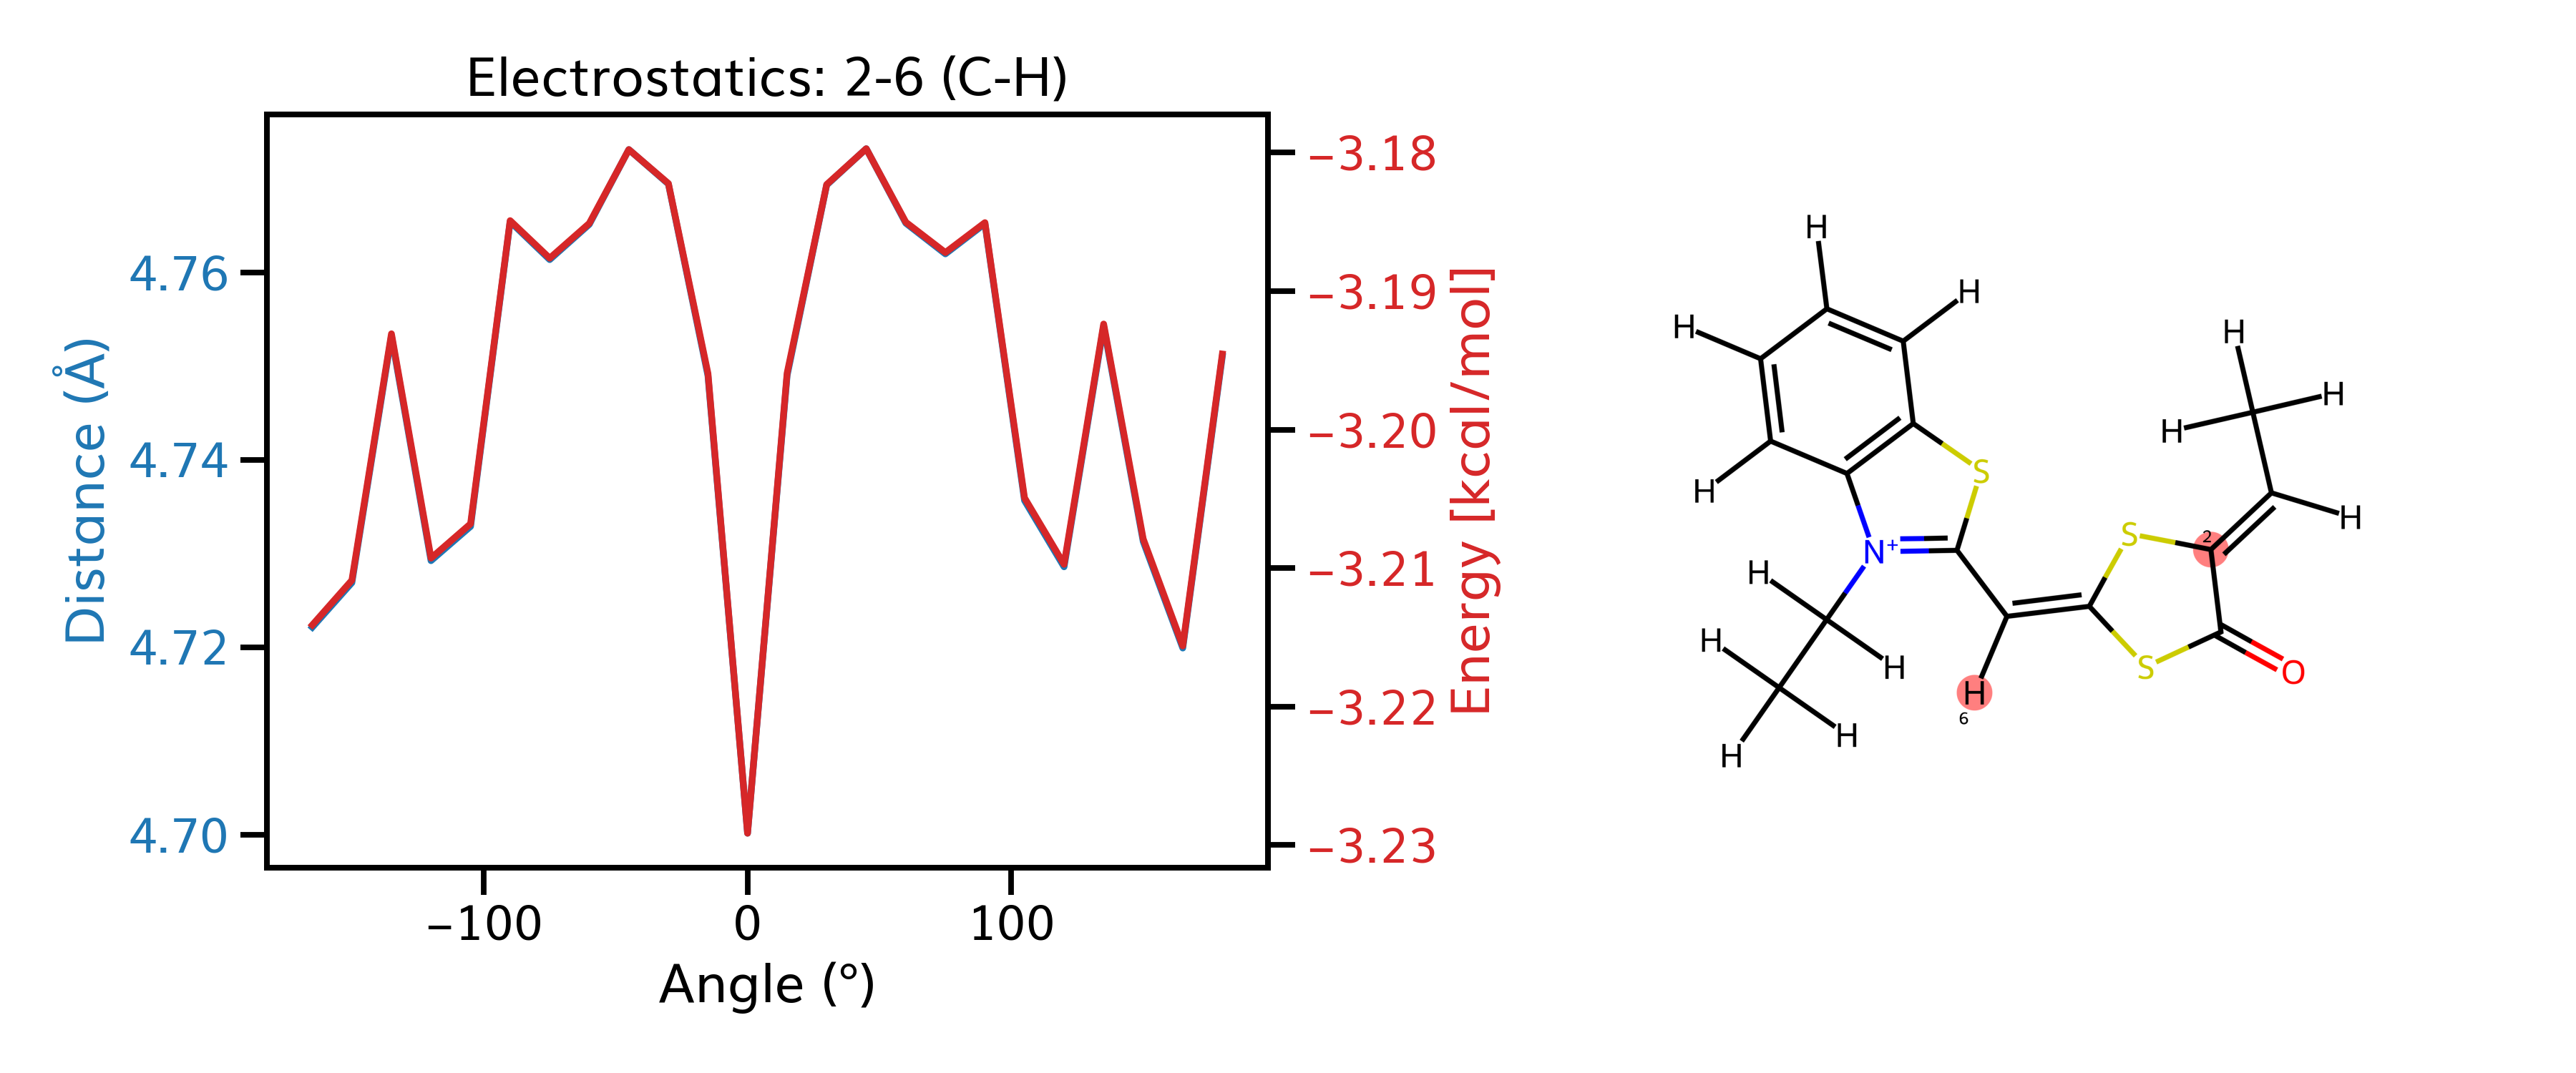 Electrostatics: 2-6 (C-H)
Distance (Å)
4.76
4.74
4.72
4.70
−3.18
−3.19
−3.20
−3.21
−3.22
−3.23
Energy [kcal/mol]
−100
0
100
Angle (°)
H
H
H
H
S
N+
H
H
H
H
H
H
6
S
S
2
O
H
H
H
H